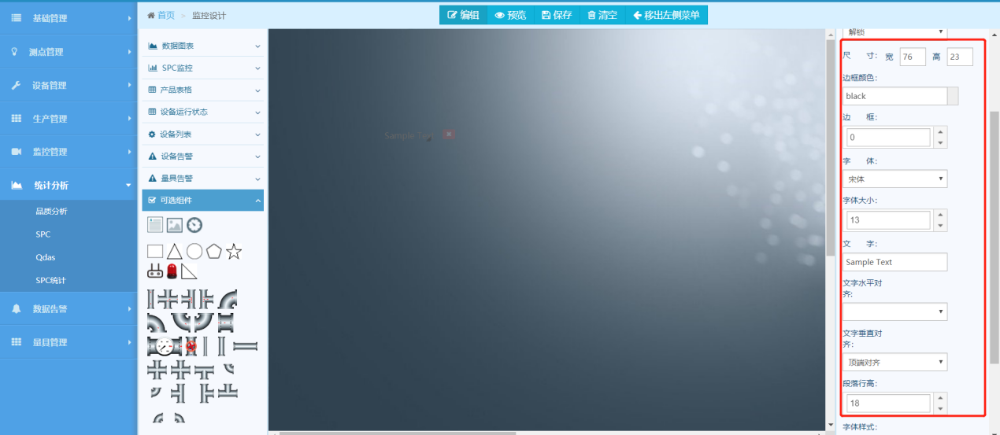 首页 > 监控设计
编辑 预览 保存 清空 移出左侧菜单
基础管理
测点管理
设备管理
生产管理
监控管理
统计分析
品质分析
SPC
Qdas
SPC统计
数据告警
量具管理
数据图表
SPC监控
产品表格
设备运行状态
设备列表
设备告警
量具告警
可选组件
Sample Text
解锁
尺 寸: 宽 76 高 23
边框颜色:
black
边 框:
0
字 体:
宋体
字体大小:
13
文 字:
Sample Text
文字水平对
齐:
文字垂直对
齐:
顶端对齐
段落行高:
18
字体样式: